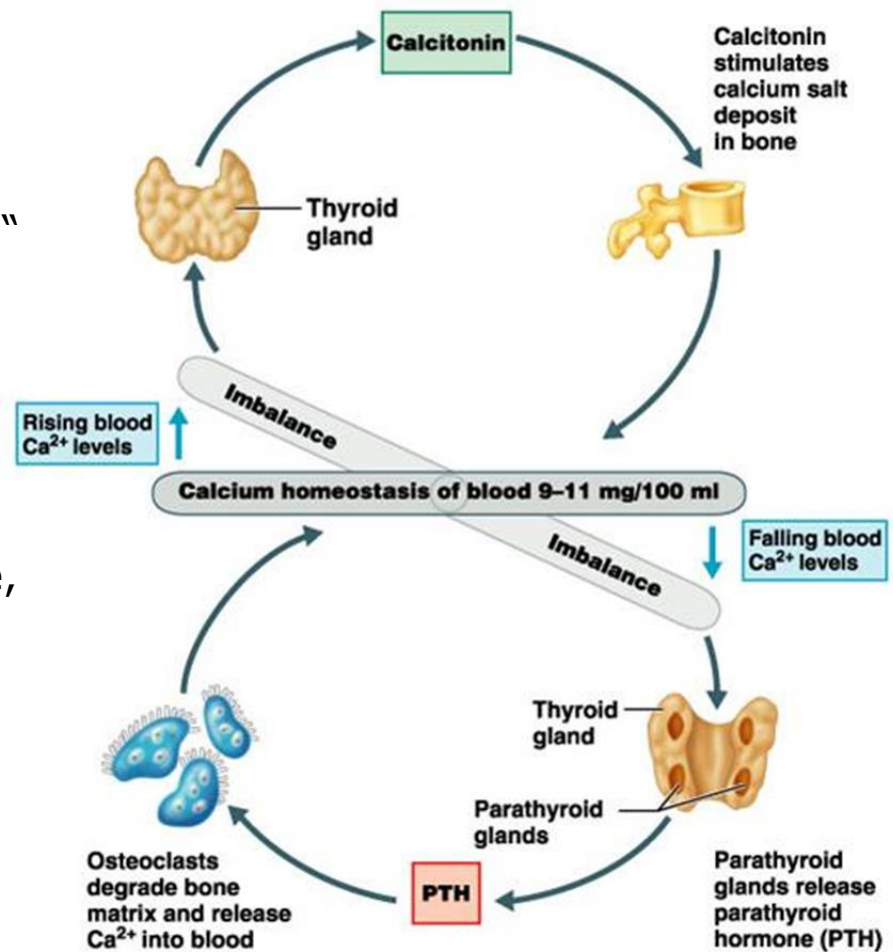 Calcitonin
Calcitonin
stimulates
calcium salt
deposit
in bone
“
Thyroid
gland
Imbalance
Rising blood
Ca²⁺ levels
Calcium homeostasis of blood 9–11 mg/100 ml
Imbalance
Falling blood
Ca²⁺ levels
,
Thyroid
gland
Parathyroid
glands
Osteoclasts
degrade bone
matrix and release
Ca²⁺ into blood
PTH
Parathyroid
glands release
parathyroid
hormone (PTH)